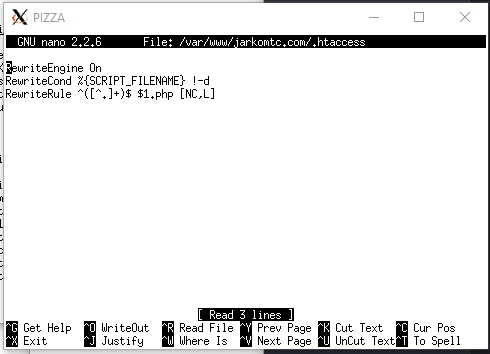 PIZZA
GNU nano 2.2.6 File: /var/www/jarkomtc.com/.htaccess
RewriteEngine On
RewriteCond %{SCRIPT_FILENAME} !-d
RewriteRule ^([^.]+)$ $1.php [NC,L]
[ Read 3 lines ]
^G Get Help ^O WriteOut ^R Read File ^Y Prev Page ^K Cut Text ^C Cur Pos
^X Exit ^J Justify ^W Where Is ^V Next Page ^U UnCut Text ^T To Spell